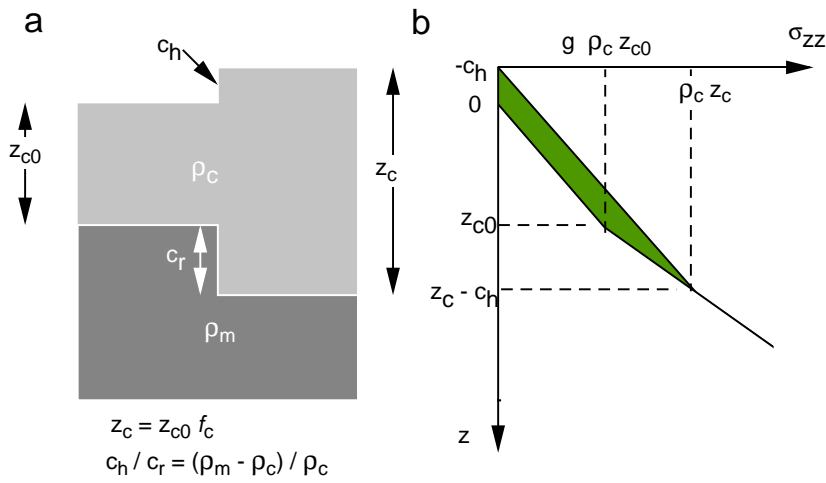 a
c_h
z_c0
ρ_c
z_c
c_r
ρ_m
z_c = z_c0 f_c
c_h / c_r = (ρ_m - ρ_c) / ρ_c
b
g ρ_c z_c0
σ_zz
-c_h
ρ_c z_c
0
z_c0
z_c - c_h
z